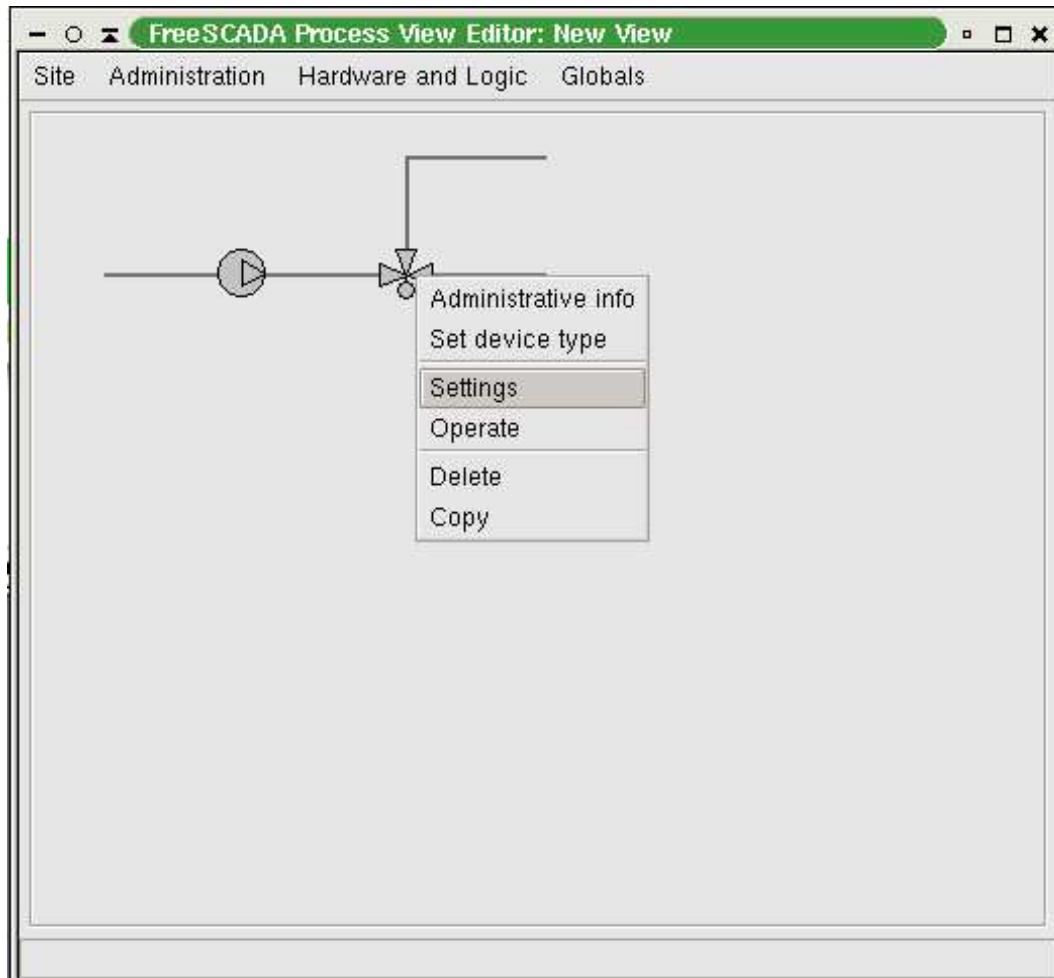 FreeSCADA Process View Editor: New View
Site Administration Hardware and Logic Globals
Administrative info
Set device type
Settings
Operate
Delete
Copy